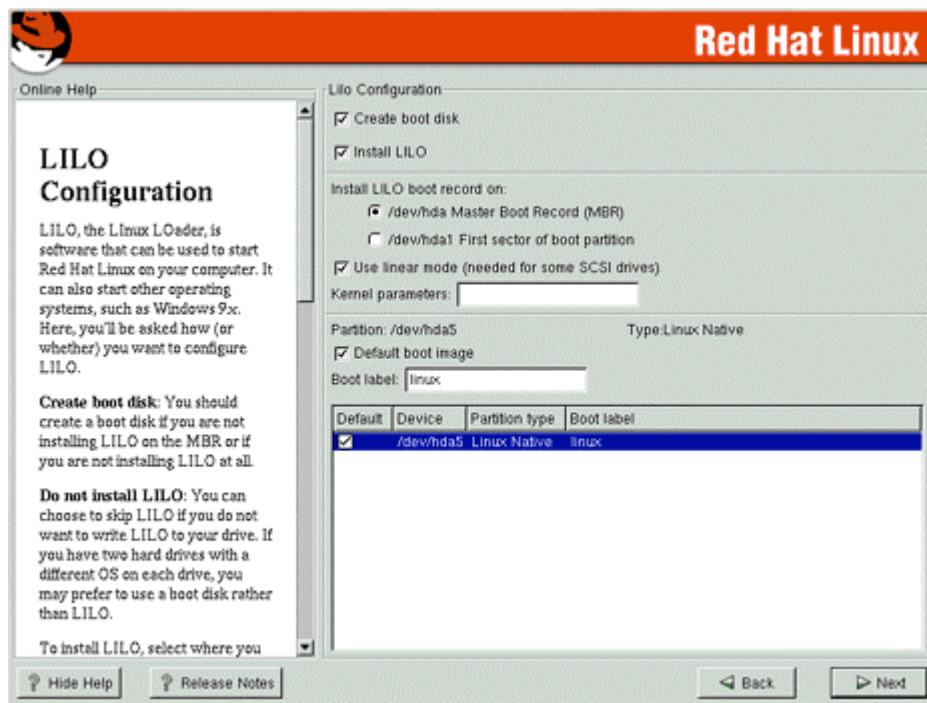 Red Hat Linux
Online Help
LILO
Configuration
LILO, the LInux LOader, is
software that can be used to start
Red Hat Linux on your computer. It
can also start other operating
systems, such as Windows 9x.
Here, you'll be asked how (or
whether) you want to configure
LILO.
Create boot disk: You should
create a boot disk if you are not
installing LILO on the MBR or if
you are not installing LILO at all.
Do not install LILO: You can
choose to skip LILO if you do not
want to write LILO to your drive. If
you have two hard drives with a
different OS on each drive, you
may prefer to use a boot disk rather
than LILO.
To install LILO, select where you
Lilo Configuration
Create boot disk
Install LILO
Install LILO boot record on:
/dev/hda Master Boot Record (MBR)
/dev/hda1 First sector of boot partition
Use linear mode (needed for some SCSI drives)
Kernel parameters:
Partition: /dev/hda5 Type:Linux Native
Default boot image
Boot label: linux
Default Device Partition type Boot label
/dev/hda5 Linux Native linux
Hide Help Release Notes Back Next